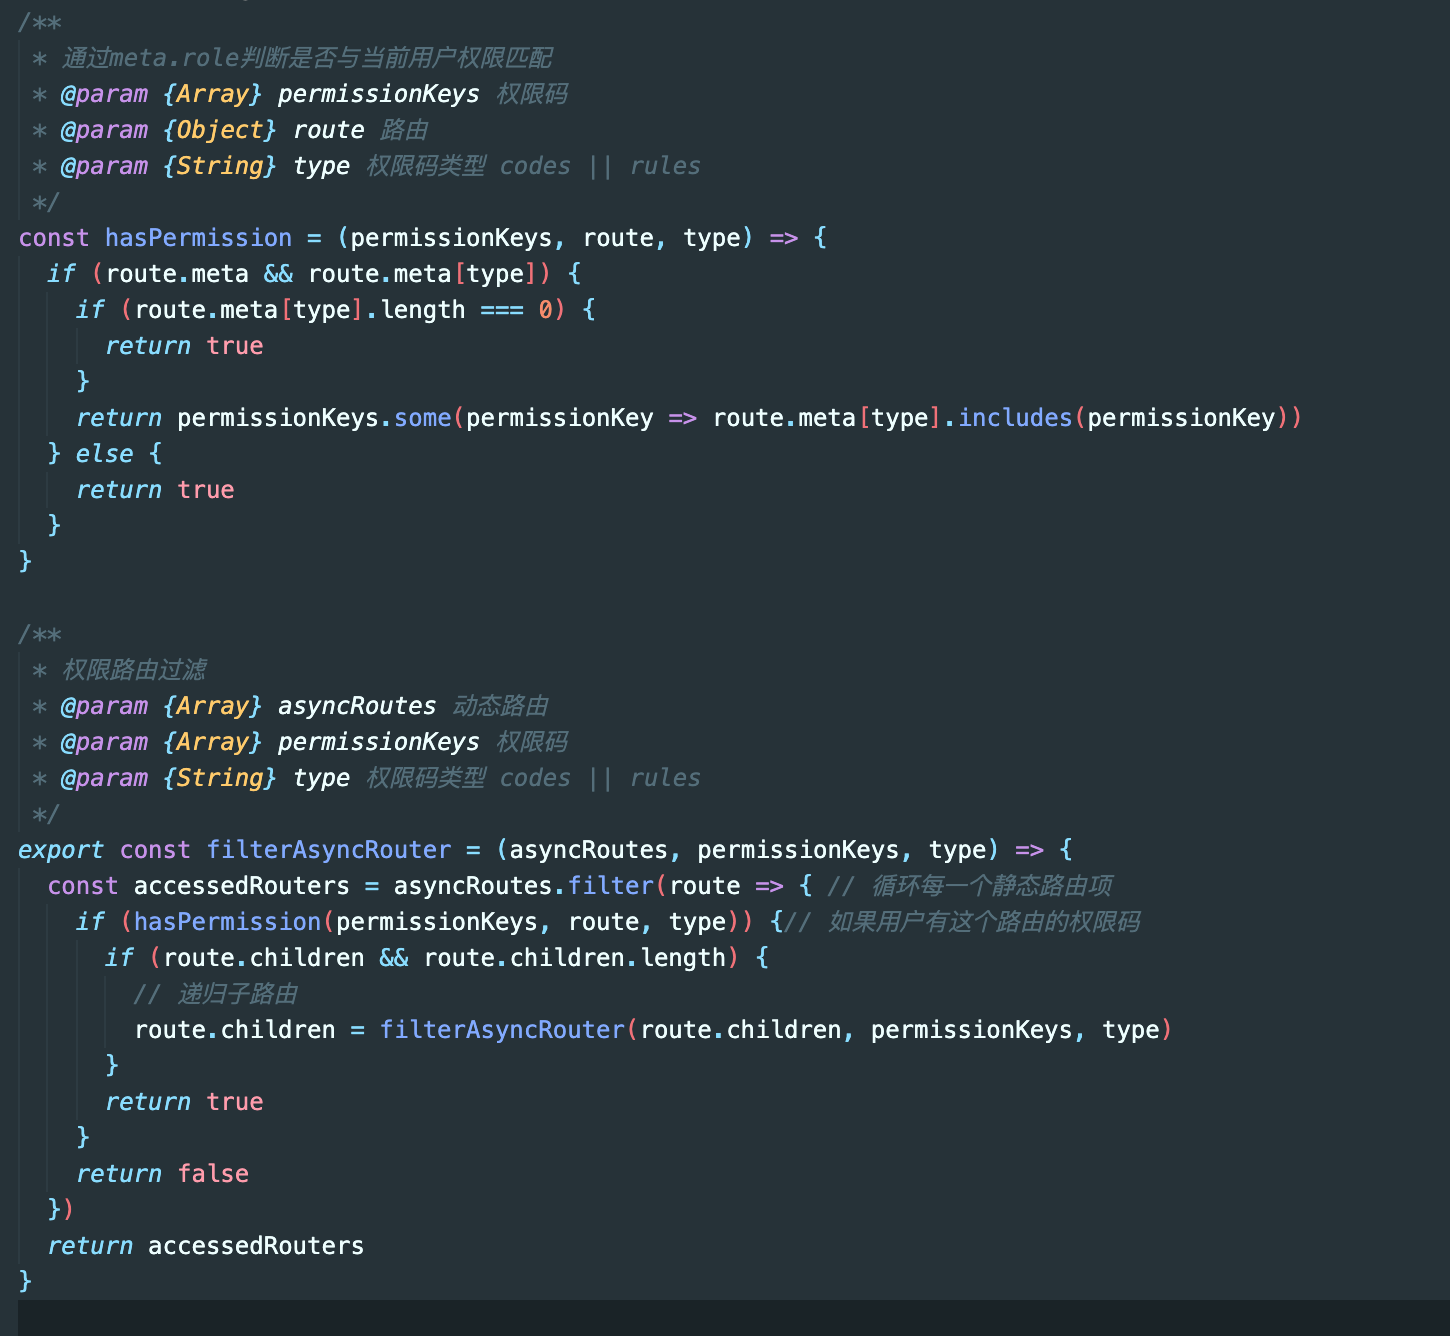 /**
 * 通过meta.role判断是否与当前用户权限匹配
 * @param {Array} permissionKeys 权限码
 * @param {Object} route 路由
 * @param {String} type 权限码类型 codes || rules
 */
const hasPermission = (permissionKeys, route, type) => {
  if (route.meta && route.meta[type]) {
    if (route.meta[type].length === 0) {
      return true
    }
    return permissionKeys.some(permissionKey => route.meta[type].includes(permissionKey))
  } else {
    return true
  }
}

/**
 * 权限路由过滤
 * @param {Array} asyncRoutes 动态路由
 * @param {Array} permissionKeys 权限码
 * @param {String} type 权限码类型 codes || rules
 */
export const filterAsyncRouter = (asyncRoutes, permissionKeys, type) => {
  const accessedRouters = asyncRoutes.filter(route => { // 循环每一个静态路由项
    if (hasPermission(permissionKeys, route, type)) {// 如果用户有这个路由的权限码
      if (route.children && route.children.length) {
        // 递归子路由
        route.children = filterAsyncRouter(route.children, permissionKeys, type)
      }
      return true
    }
    return false
  })
  return accessedRouters
}